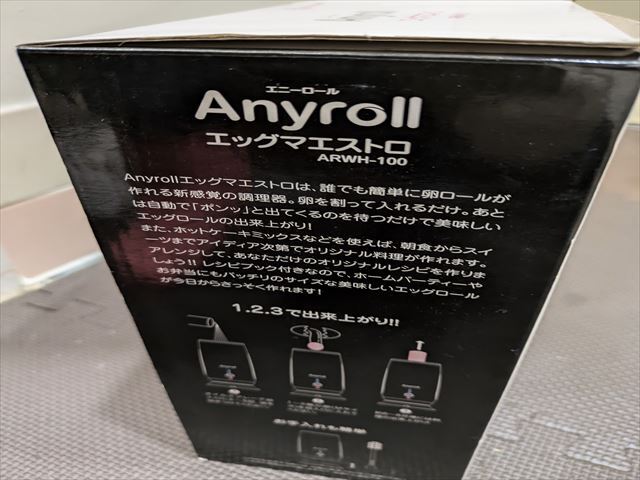 エニーロール
Anyroll
エッグマエストロ
ARWH-100
Anyrollエッグマエストロは、誰でも簡単に卵ロールが
作れる新感覚の調理器。卵を割って入れるだけ。あと
は自動で「ポンッ」と出てくるのを待つだけで美味しい
エッグロールの出来上がり!
また、ホットケーキミックスなどを使えば、朝食からスイ
ーツまでアイディア次第でオリジナル料理が作れます。
アレンジして、あなただけのオリジナルレシピを作りま
しょう!! レシピブック付きなので、ホームパーティーや
お弁当にもバッチリのサイズな美味しいエッグロール
が今日からさっそく作れます!
1.2.3で出来上がり!!
Anyroll
Anyroll
Anyroll
お手入れも簡単